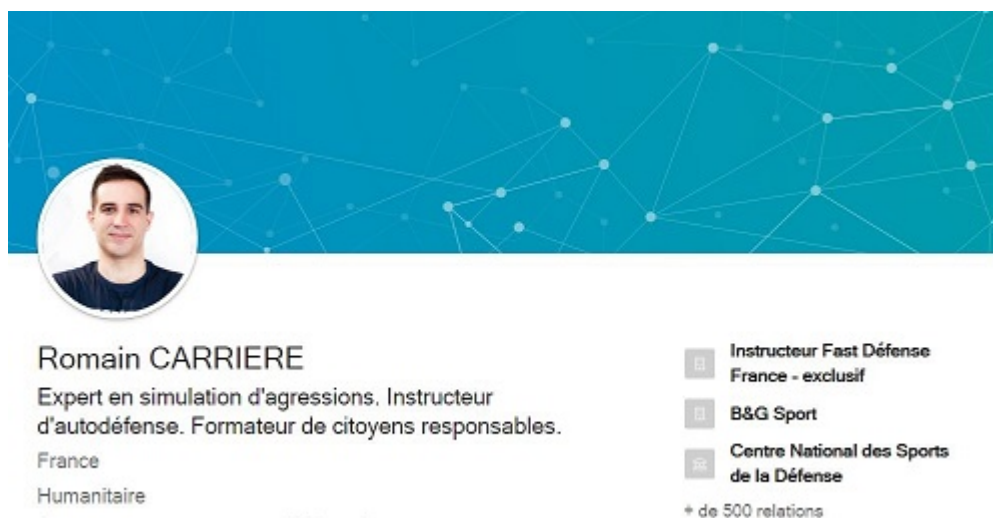 Romain CARRIERE
Expert en simulation d'agressions. Instructeur
d'autodéfense. Formateur de citoyens responsables.
France
Humanitaire
Instructeur Fast Défense
France - exclusif
B&G Sport
Centre National des Sports
de la Défense
+ de 500 relations